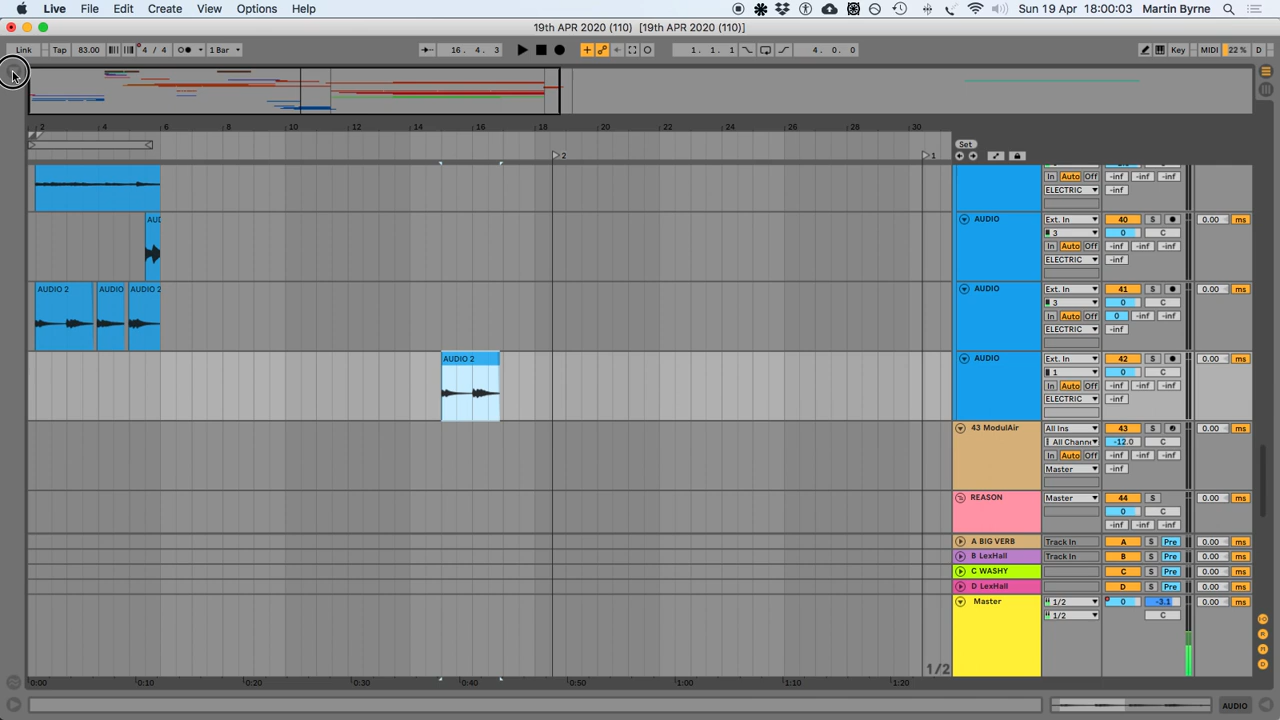 Live File Edit Create View Options Help Sun 19 Apr 18:00:03 Martin Byrne
19th APR 2020 (110) [19th APR 2020 (110)]
Link Tap 83.00 4 / 4 1 Bar 16. 4. 3 1. 1. 1 4. 0. 0 Key MIDI 22 % D
2 4 6 8 10 12 14 16 18 20 22 24 26 28 30
Set
2 1
In Auto Off -inf -inf -inf
ELECTRIC -inf
AUD AUDIO Ext. In 40 S 0.00 ms
3 0 C
In Auto Off -inf -inf -inf
ELECTRIC -inf
AUDIO 2 AUDIO AUDIO 2 AUDIO Ext. In 41 S 0.00 ms
3 0 C
In Auto Off 0 -inf -inf
ELECTRIC -inf
AUDIO 2 AUDIO Ext. In 42 S 0.00 ms
1 0 C
In Auto Off -inf -inf -inf
ELECTRIC -inf
43 ModulAir All Ins 43 S 0.00 ms
All Chann -12.0 C
In Auto Off -inf -inf -inf
Master -inf
REASON Master 44 S 0.00 ms
0 C
-inf -inf -inf
A BIG VERB Track In A S Pre 0.00 ms
B LexHall Track In B S Pre 0.00 ms
C WASHY C S Pre 0.00 ms
D LexHall D S Pre 0.00 ms
Master 1/2 0 -3.1 0.00 ms
1/2 C
1/2
0:00 0:10 0:20 0:30 0:40 0:50 1:00 1:10 1:20
AUDIO